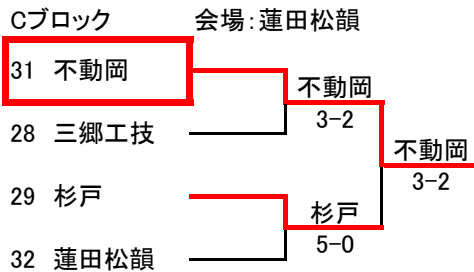 Cブロック 会場:蓮田松韻
31 不動岡
不動岡
28 三郷工技
3-2
不動岡
3-2
29 杉戸
杉戸
5-0
32 蓮田松韻